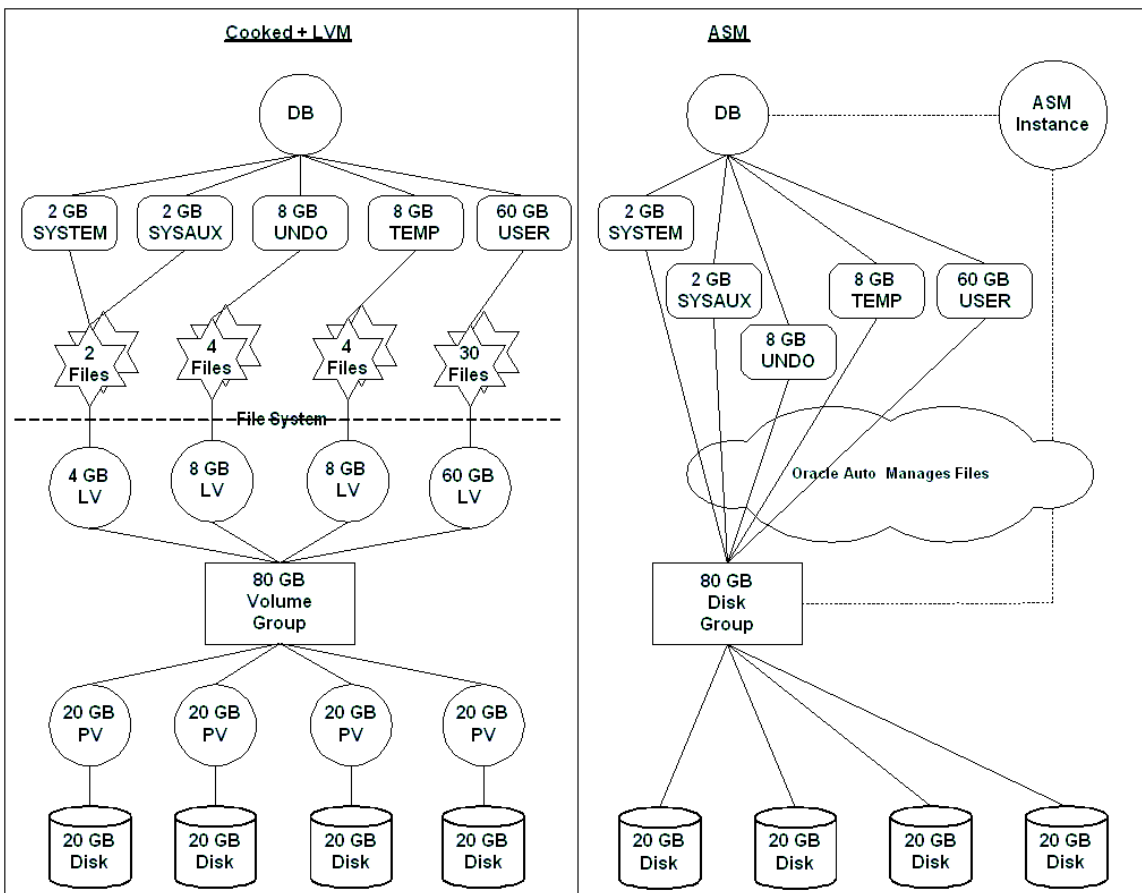 Cooked + LVM
DB
2 GB
SYSTEM
2 GB
SYSAUX
8 GB
UNDO
8 GB
TEMP
60 GB
USER
2
Files
4
Files
4
Files
30
Files
File System
4 GB
LV
8 GB
LV
8 GB
LV
60 GB
LV
80 GB
Volume
Group
20 GB
PV
20 GB
PV
20 GB
PV
20 GB
PV
20 GB
Disk
20 GB
Disk
20 GB
Disk
20 GB
Disk
ASM
DB
ASM
Instance
2 GB
SYSTEM
2 GB
SYSAUX
8 GB
UNDO
8 GB
TEMP
60 GB
USER
Oracle Auto Manages Files
80 GB
Disk
Group
20 GB
Disk
20 GB
Disk
20 GB
Disk
20 GB
Disk